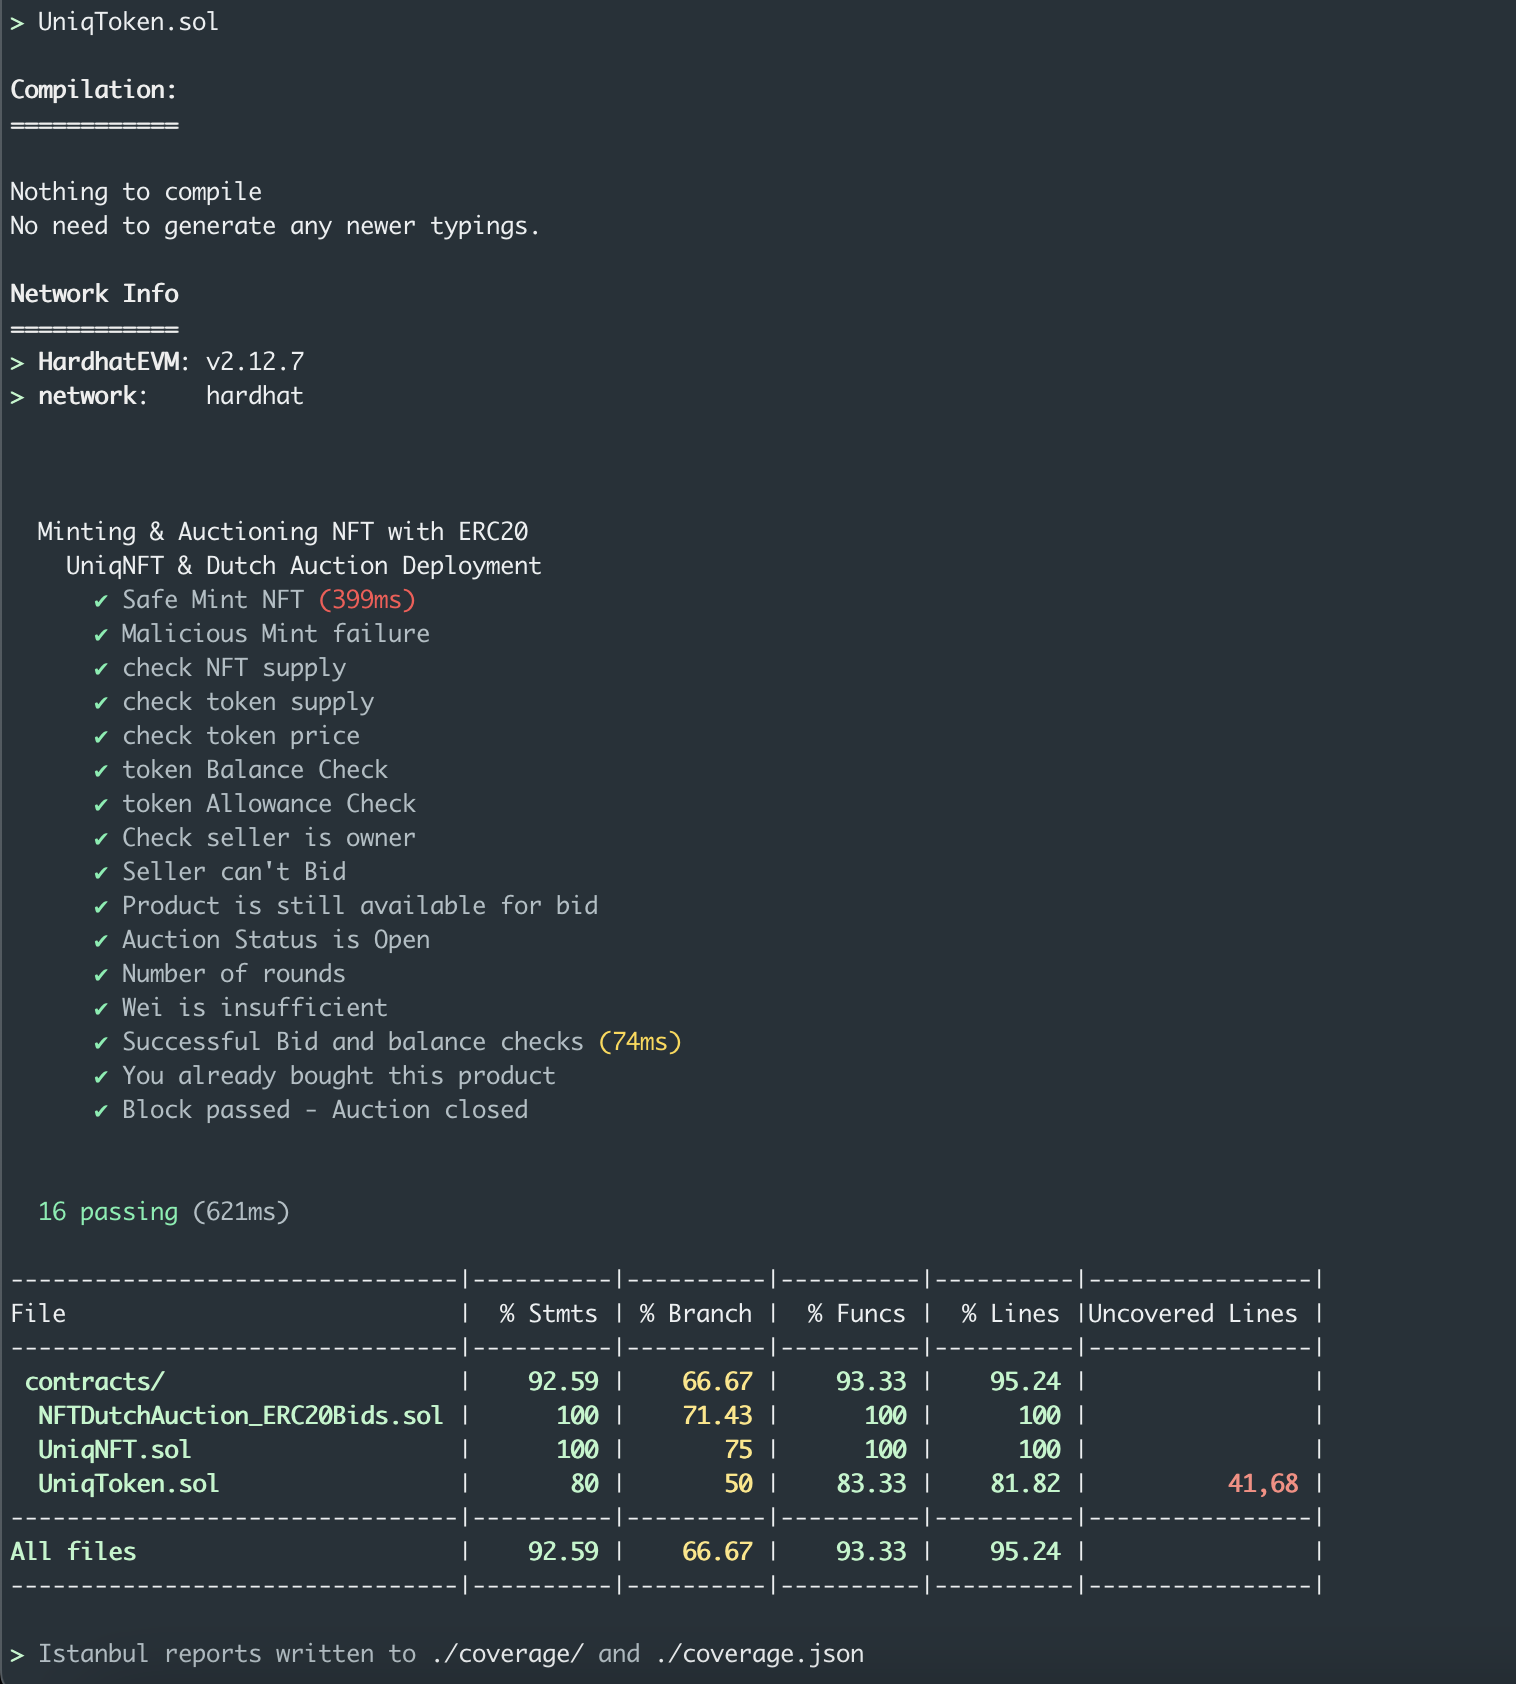 > UniqToken.sol
Compilation:
============
Nothing to compile
No need to generate any newer typings.
Network Info
============
> HardhatEVM: v2.12.7
> network:    hardhat
  Minting & Auctioning NFT with ERC20
    UniqNFT & Dutch Auction Deployment
      ✔ Safe Mint NFT (399ms)
      ✔ Malicious Mint failure
      ✔ check NFT supply
      ✔ check token supply
      ✔ check token price
      ✔ token Balance Check
      ✔ token Allowance Check
      ✔ Check seller is owner
      ✔ Seller can't Bid
      ✔ Product is still available for bid
      ✔ Auction Status is Open
      ✔ Number of rounds
      ✔ Wei is insufficient
      ✔ Successful Bid and balance checks (74ms)
      ✔ You already bought this product
      ✔ Block passed - Auction closed
  16 passing (621ms)
--------------------------------|----------|----------|----------|----------|----------------|
File                            |  % Stmts | % Branch |  % Funcs |  % Lines |Uncovered Lines |
--------------------------------|----------|----------|----------|----------|----------------|
 contracts/                     |    92.59 |    66.67 |    93.33 |    95.24 |                |
  NFTDutchAuction_ERC20Bids.sol |      100 |    71.43 |      100 |      100 |                |
  UniqNFT.sol                   |      100 |       75 |      100 |      100 |                |
  UniqToken.sol                 |       80 |       50 |    83.33 |    81.82 |          41,68 |
--------------------------------|----------|----------|----------|----------|----------------|
All files                       |    92.59 |    66.67 |    93.33 |    95.24 |                |
--------------------------------|----------|----------|----------|----------|----------------|
> Istanbul reports written to ./coverage/ and ./coverage.json